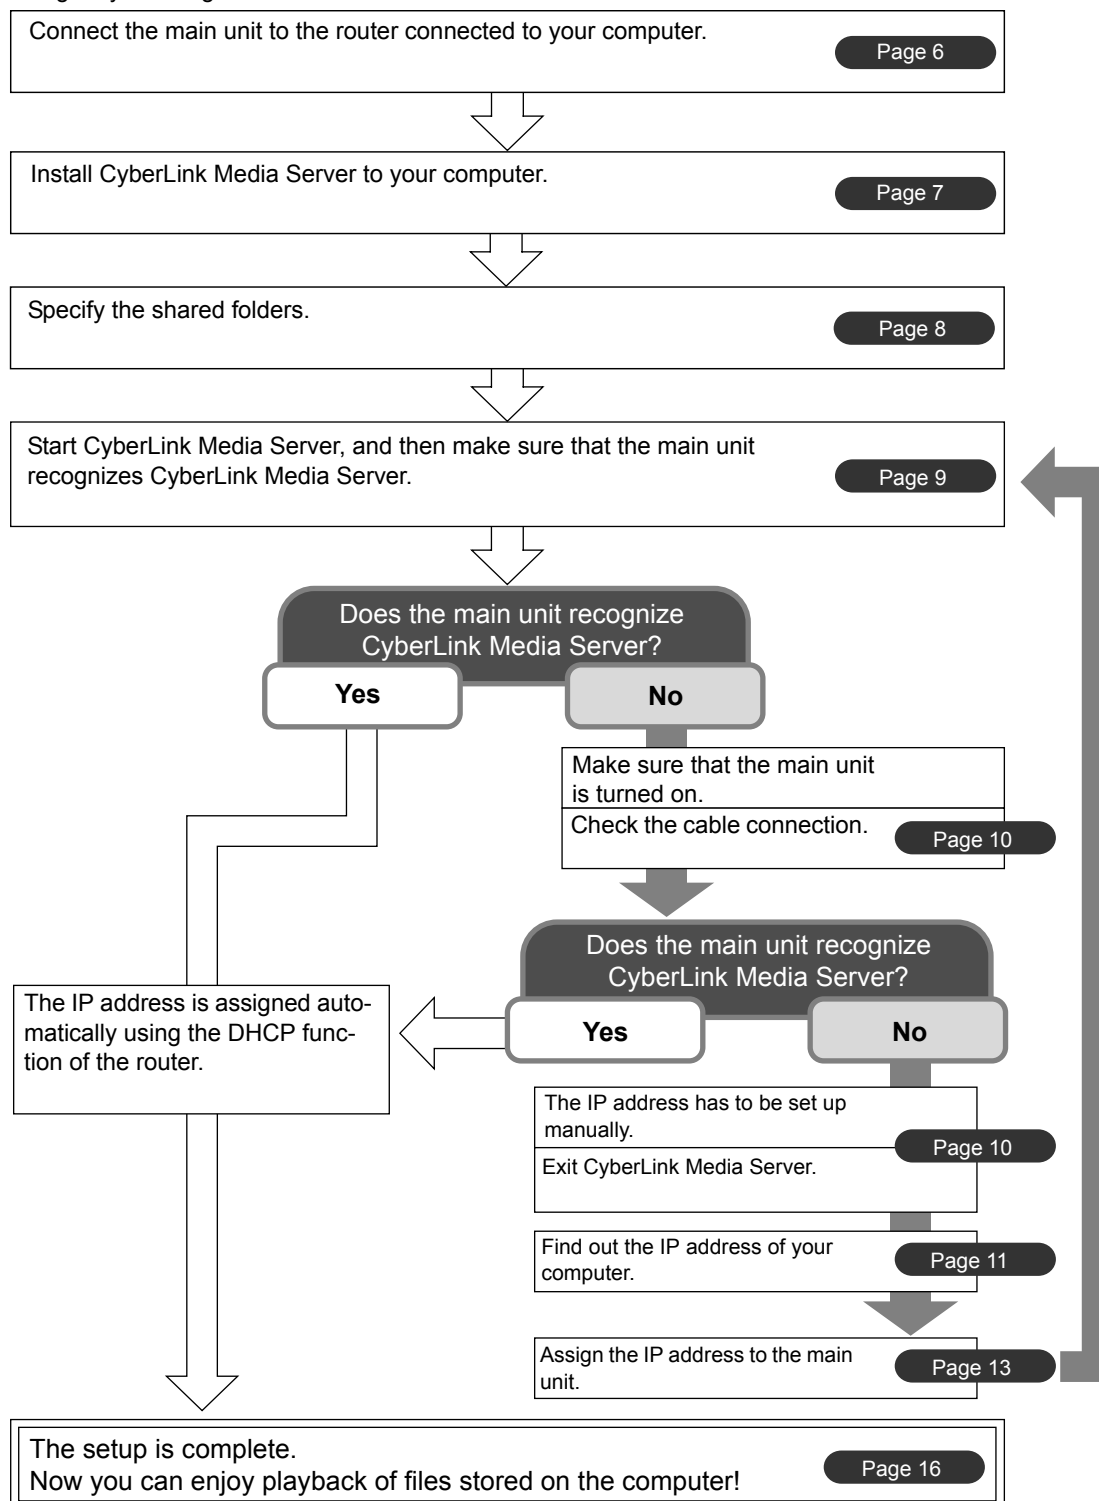 Connect the main unit to the router connected to your computer.
Page 6
Install CyberLink Media Server to your computer.
Page 7
Specify the shared folders.
Page 8
Start CyberLink Media Server, and then make sure that the main unit
recognizes CyberLink Media Server.
Page 9
Does the main unit recognize
CyberLink Media Server?
Yes
No
Make sure that the main unit
is turned on.
Check the cable connection.
Page 10
Does the main unit recognize
CyberLink Media Server?
Yes
No
The IP address is assigned auto-
matically using the DHCP func-
tion of the router.
The IP address has to be set up
manually.
Page 10
Exit CyberLink Media Server.
Find out the IP address of your
computer.
Page 11
Assign the IP address to the main
unit.
Page 13
The setup is complete.
Now you can enjoy playback of files stored on the computer!
Page 16